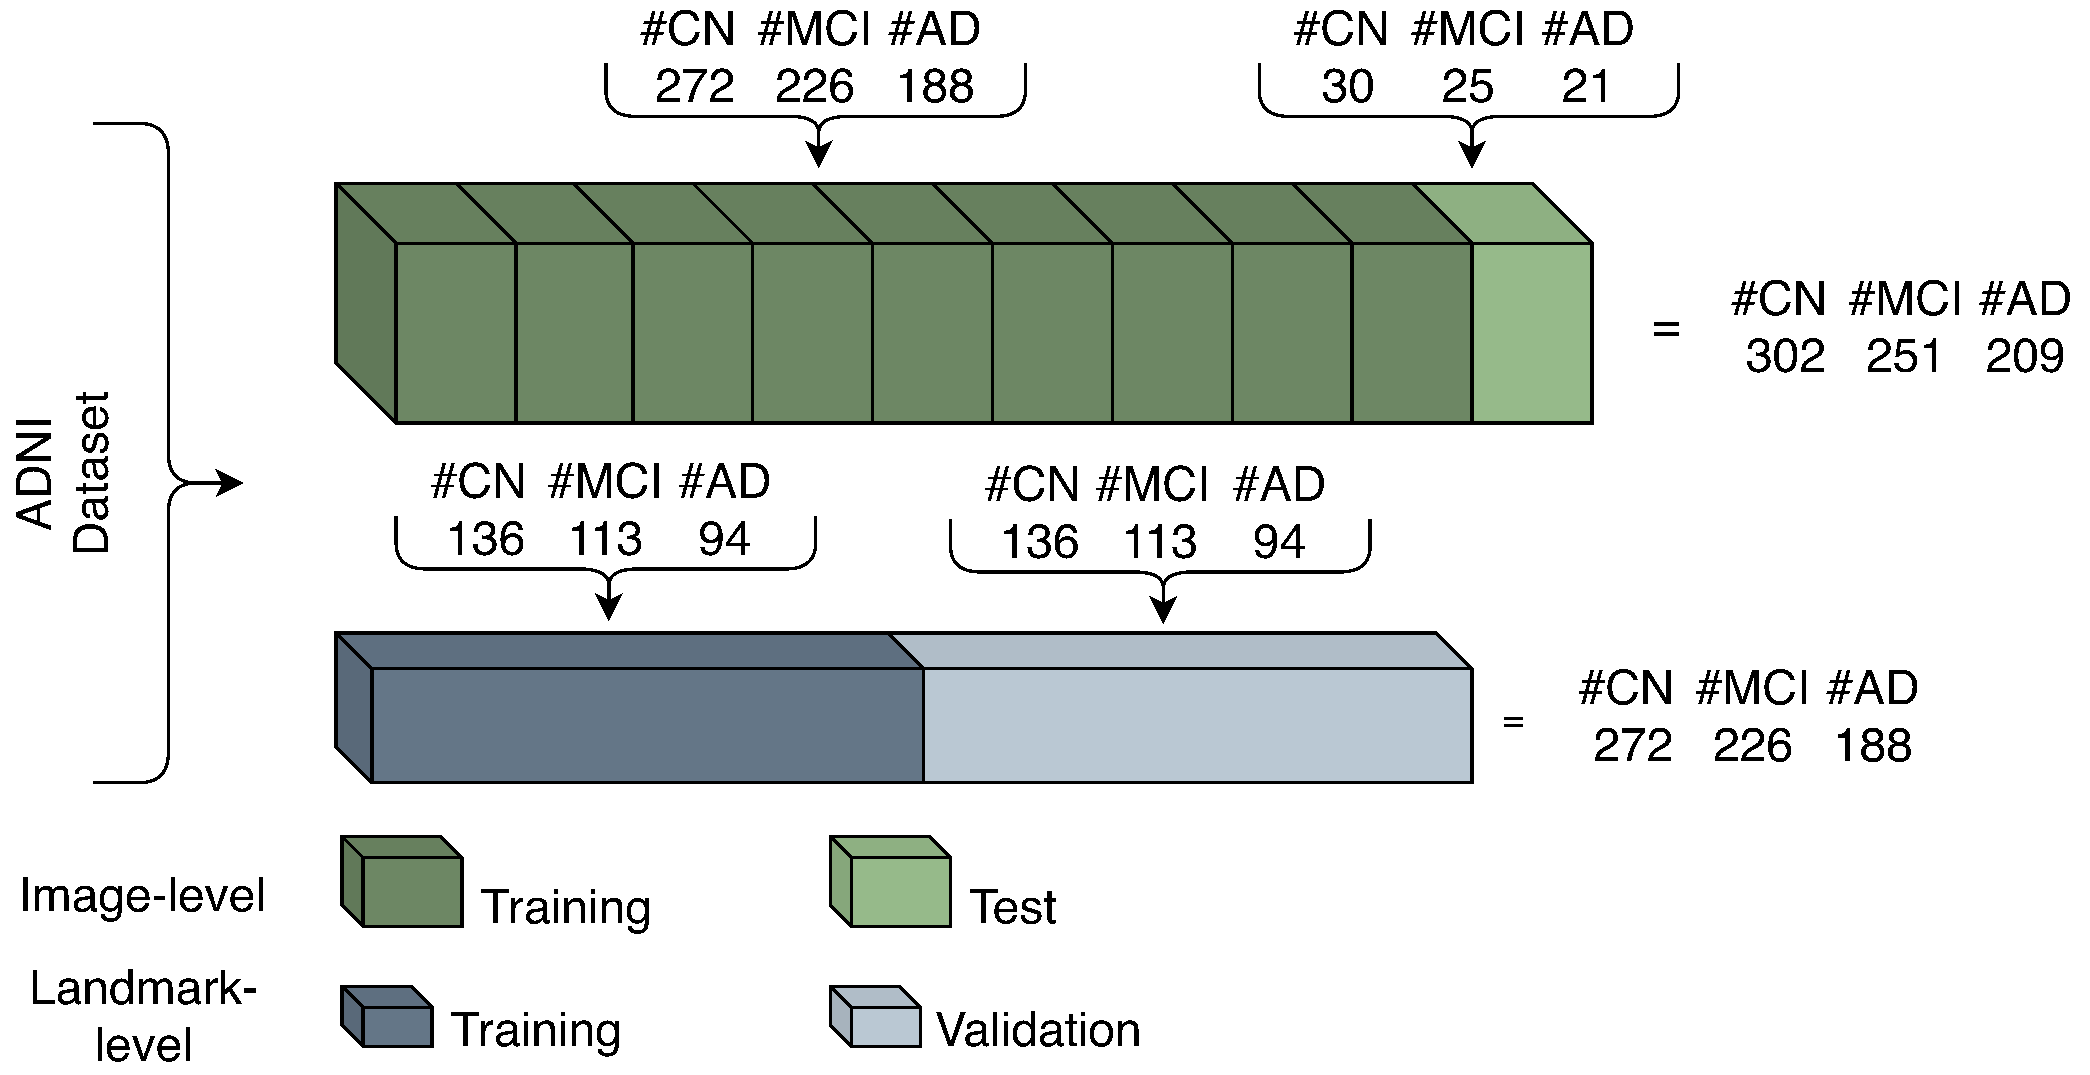 #CN #MCI #AD
272 226 188
#CN #MCI #AD
30 25 21
ADNI
Dataset
=
#CN #MCI #AD
302 251 209
#CN #MCI #AD
136 113 94
#CN #MCI #AD
136 113 94
=
#CN #MCI #AD
272 226 188
Image-level
Training
Test
Landmark-
level
Training
Validation